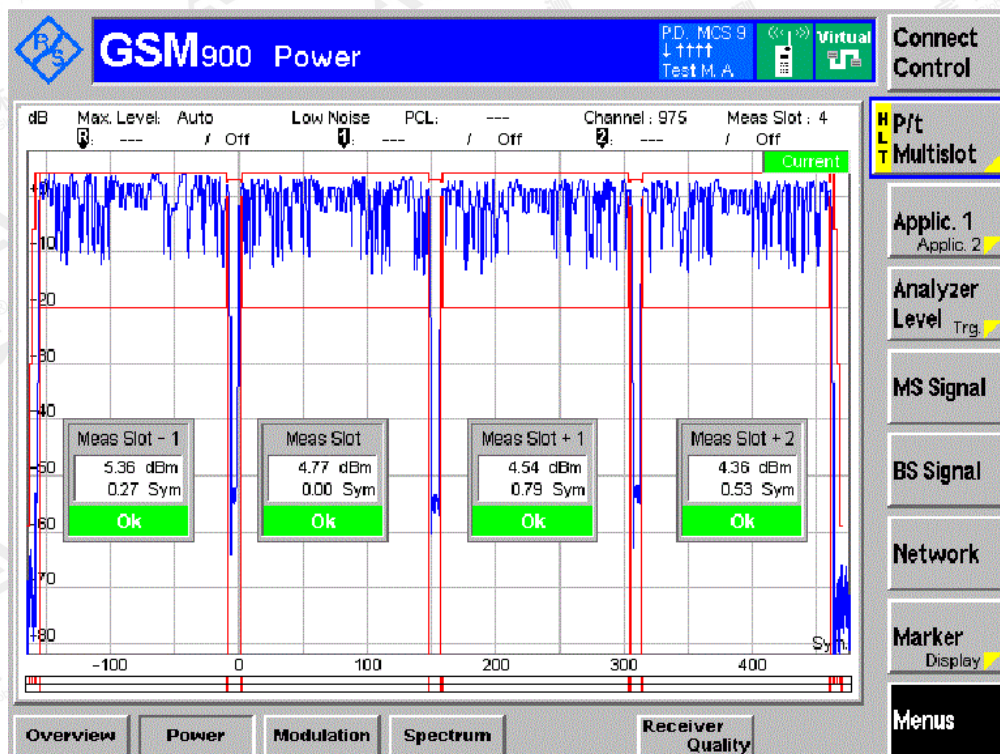 R S
GSM900 Power
P.D. MCS 9
↓ ↑↑↑↑
Test M. A.
Virtual
Connect Control
dB Max. Level: Auto Low Noise PCL: --- Channel : 975 Meas Slot : 4
R: --- / Off 1: --- / Off 2: --- / Off
Current
+0
-10
-20
-30
-40
-50
-60
-70
-80
Meas Slot - 1
5.36 dBm
0.27 Sym
Ok
Meas Slot
4.77 dBm
0.00 Sym
Ok
Meas Slot + 1
4.54 dBm
0.79 Sym
Ok
Meas Slot + 2
4.36 dBm
0.53 Sym
Ok
Sym.
-100 0 100 200 300 400
HLT
P/t Multislot
Applic. 1
Applic. 2
Analyzer
Level Trg.
MS Signal
BS Signal
Network
Marker
Display
Menus
Overview Power Modulation Spectrum Receiver Quality